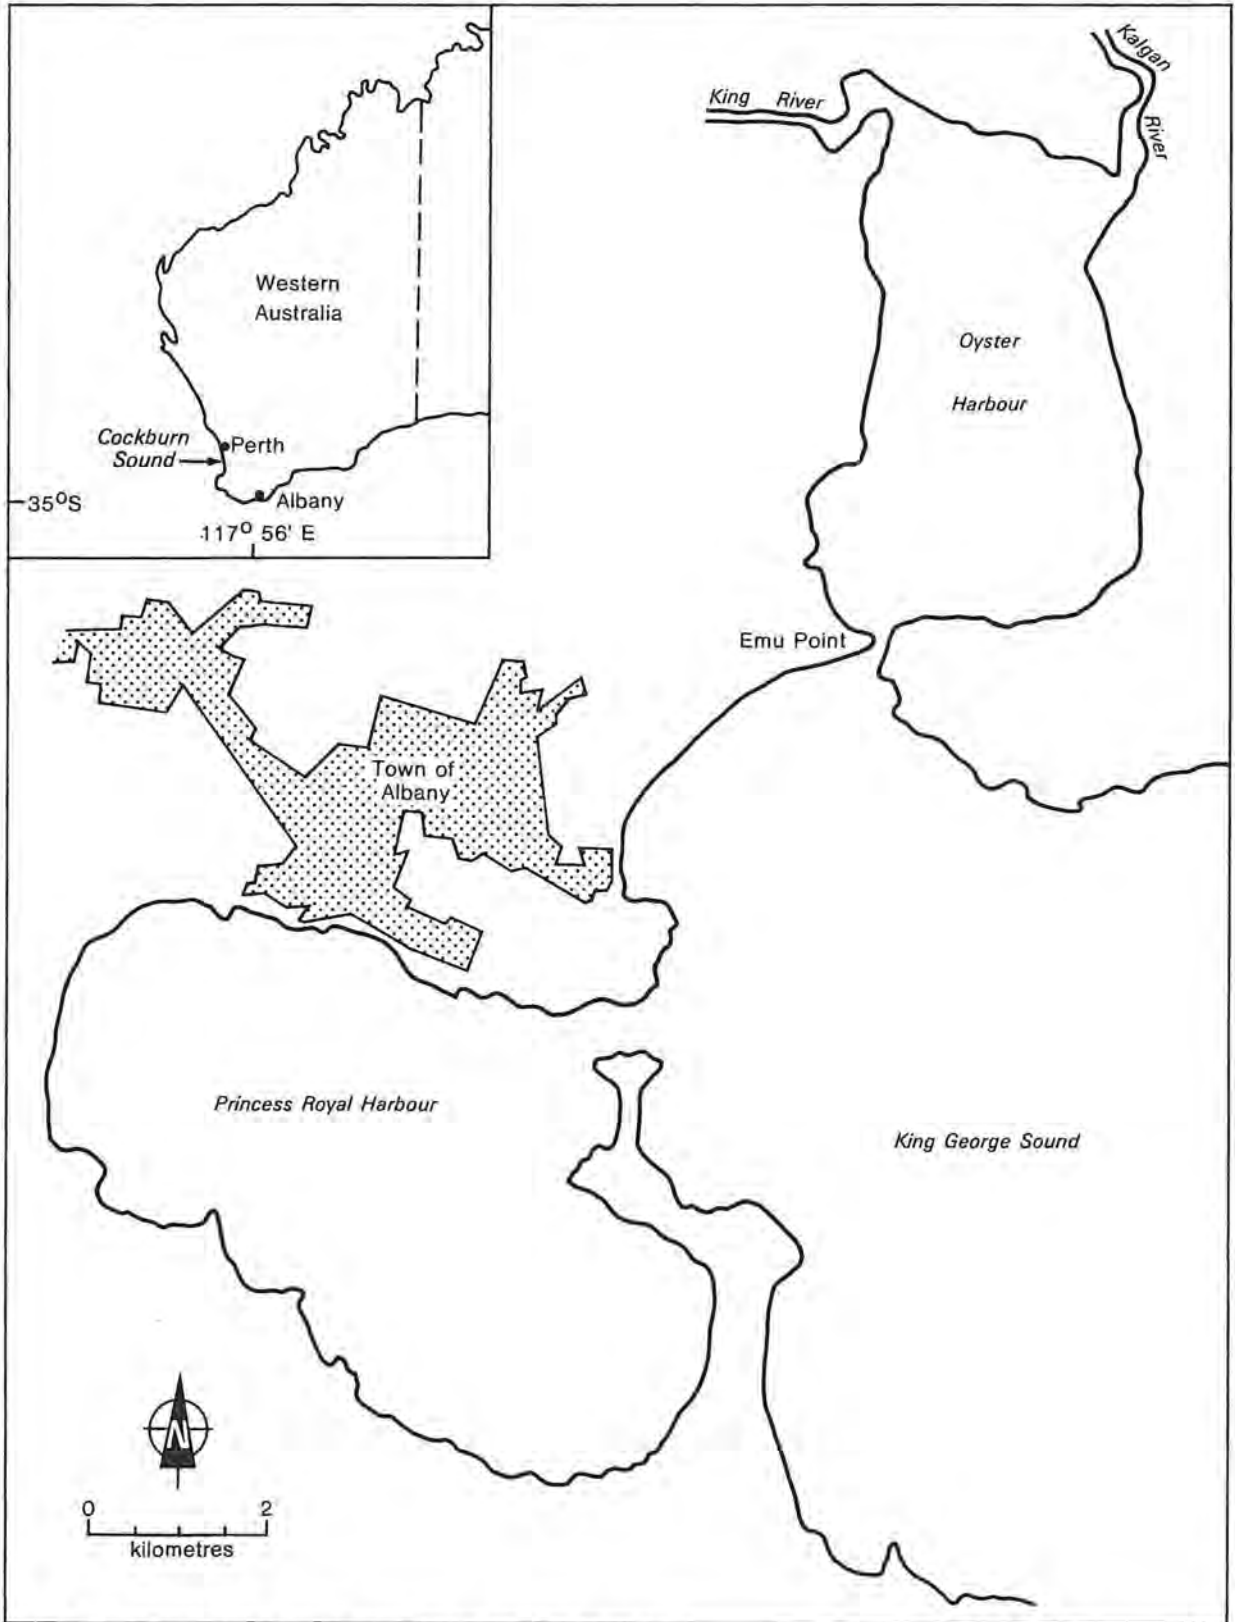 Western
Australia
Cockburn
Sound
Perth
Albany
35°S
117° 56' E
King River
Kalgan
River
Oyster
Harbour
Emu Point
Town of
Albany
Princess Royal Harbour
King George Sound
N
0 2
kilometres